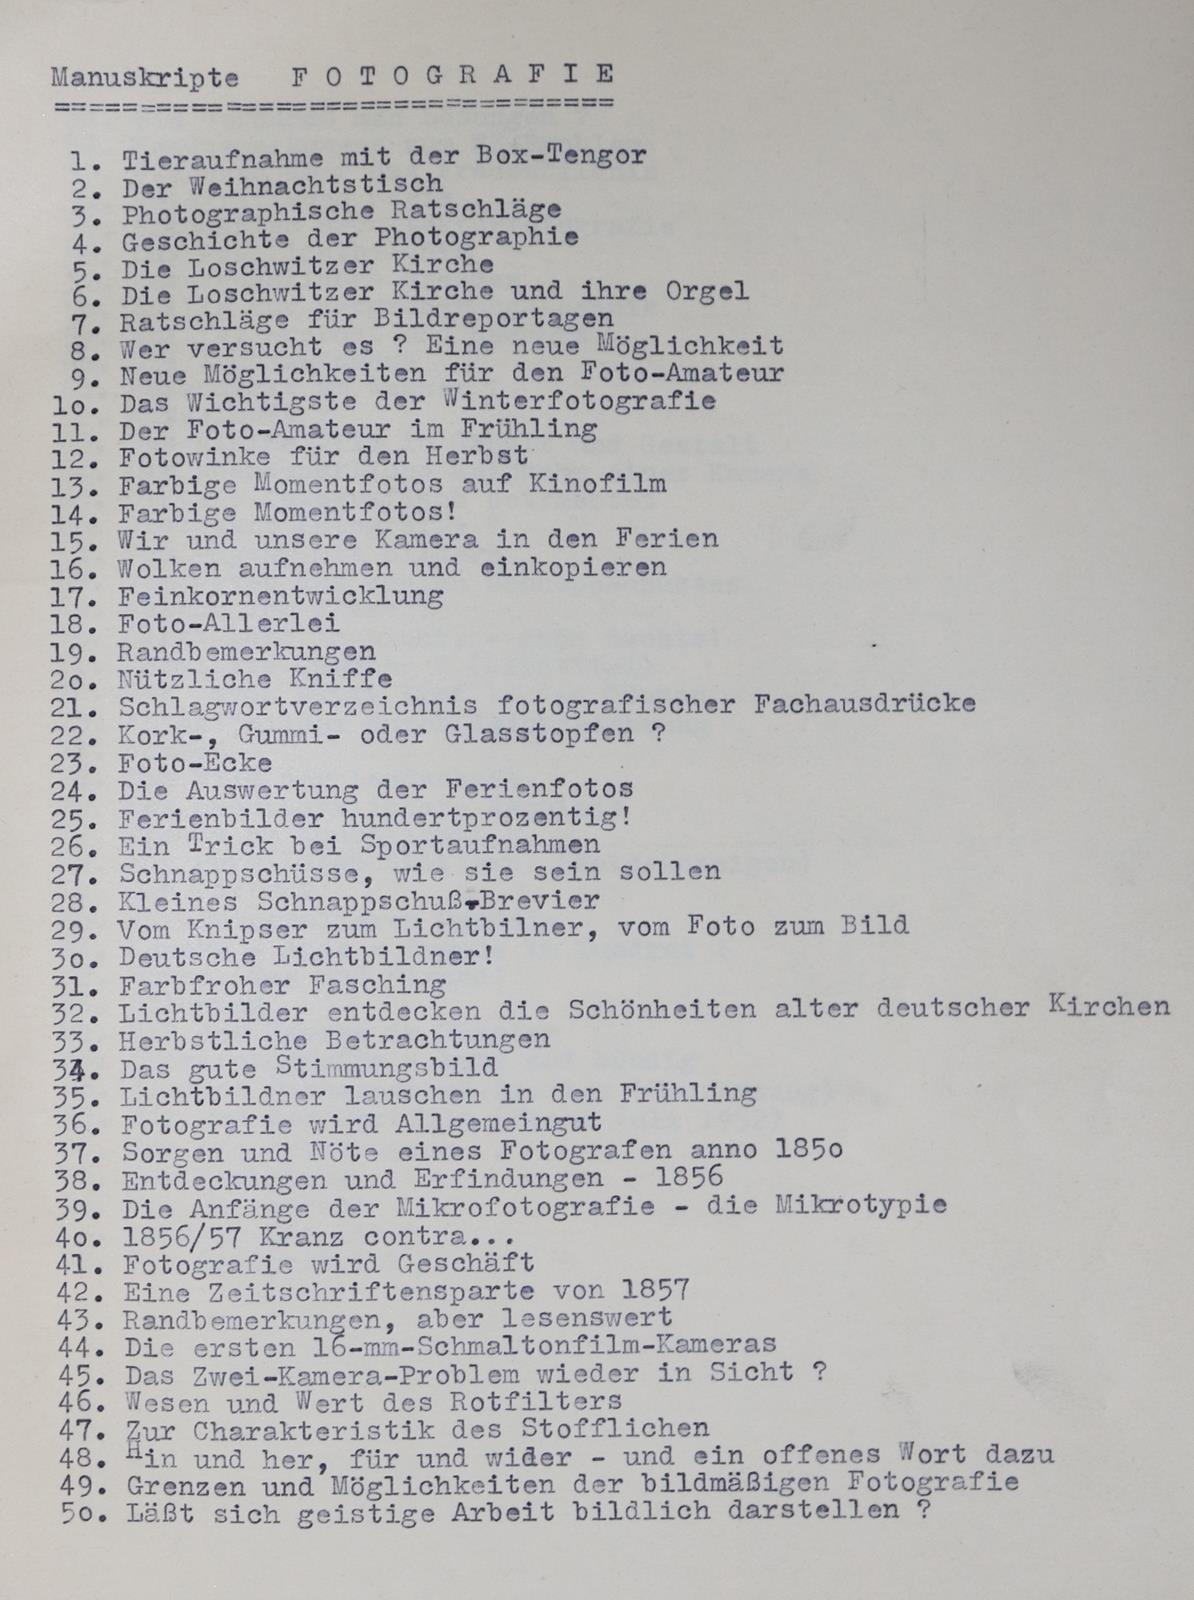 Manuskripte F O T O G R A F I E
=================================
1. Tieraufnahme mit der Box-Tengor
2. Der Weihnachtstisch
3. Photographische Ratschläge
4. Geschichte der Photographie
5. Die Loschwitzer Kirche
6. Die Loschwitzer Kirche und ihre Orgel
7. Ratschläge für Bildreportagen
8. Wer versucht es ? Eine neue Möglichkeit
9. Neue Möglichkeiten für den Foto-Amateur
1o. Das Wichtigste der Winterfotografie
11. Der Foto-Amateur im Frühling
12. Fotowinke für den Herbst
13. Farbige Momentfotos auf Kinofilm
14. Farbige Momentfotos!
15. Wir und unsere Kamera in den Ferien
16. Wolken aufnehmen und einkopieren
17. Feinkornentwicklung
18. Foto-Allerlei
19. Randbemerkungen
2o. Nützliche Kniffe
21. Schlagwortverzeichnis fotografischer Fachausdrücke
22. Kork-, Gummi- oder Glasstopfen ?
23. Foto-Ecke
24. Die Auswertung der Ferienfotos
25. Ferienbilder hundertprozentig!
26. Ein Trick bei Sportaufnahmen
27. Schnappschüsse, wie sie sein sollen
28. Kleines Schnappschuß-Brevier
29. Vom Knipser zum Lichtbilner, vom Foto zum Bild
3o. Deutsche Lichtbildner!
31. Farbfroher Fasching
32. Lichtbilder entdecken die Schönheiten alter deutscher Kirchen
33. Herbstliche Betrachtungen
34. Das gute Stimmungsbild
35. Lichtbildner lauschen in den Frühling
36. Fotografie wird Allgemeingut
37. Sorgen und Nöte eines Fotografen anno 185o
38. Entdeckungen und Erfindungen - 1856
39. Die Anfänge der Mikrofotografie - die Mikrotypie
4o. 1856/57 Kranz contra...
41. Fotografie wird Geschäft
42. Eine Zeitschriftensparte von 1857
43. Randbemerkungen, aber lesenswert
44. Die ersten 16-mm-Schmaltonfilm-Kameras
45. Das Zwei-Kamera-Problem wieder in Sicht ?
46. Wesen und Wert des Rotfilters
47. Zur Charakteristik des Stofflichen
48. Hin und her, für und wider - und ein offenes Wort dazu
49. Grenzen und Möglichkeiten der bildmäßigen Fotografie
5o. Läßt sich geistige Arbeit bildlich darstellen ?